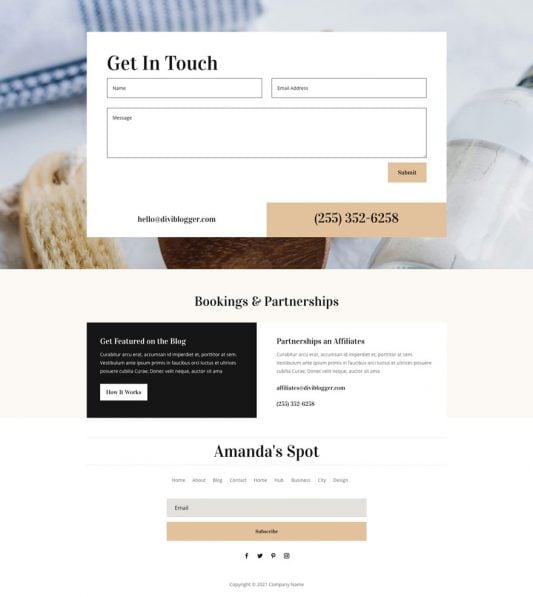 Get In Touch
Name
Email Address
Message
Submit
hello@diviblogger.com
(255) 352-6258
Bookings & Partnerships
Get Featured on the Blog
Curabitur arcu erat, accumsan id imperdiet et, porttitor at sem.
Vestibulum ante ipsum primis in faucibus orci luctus et ultrices
posuere cubilia Curae; Donec velit neque, auctor sit ama
How It Works
Partnerships an Affiliates
Curabitur arcu erat, accumsan id imperdiet et, porttitor at sem.
Vestibulum ante ipsum primis in faucibus orci luctus et ultrices posuere
cubilia Curae; Donec velit neque, auctor sit ama
affiliates@diviblogger.com
(255) 352-6258
Amanda's Spot
Home About Blog Contact Home Hub Business City Design
Email
Subscribe
Copyright © 2021 Company Name